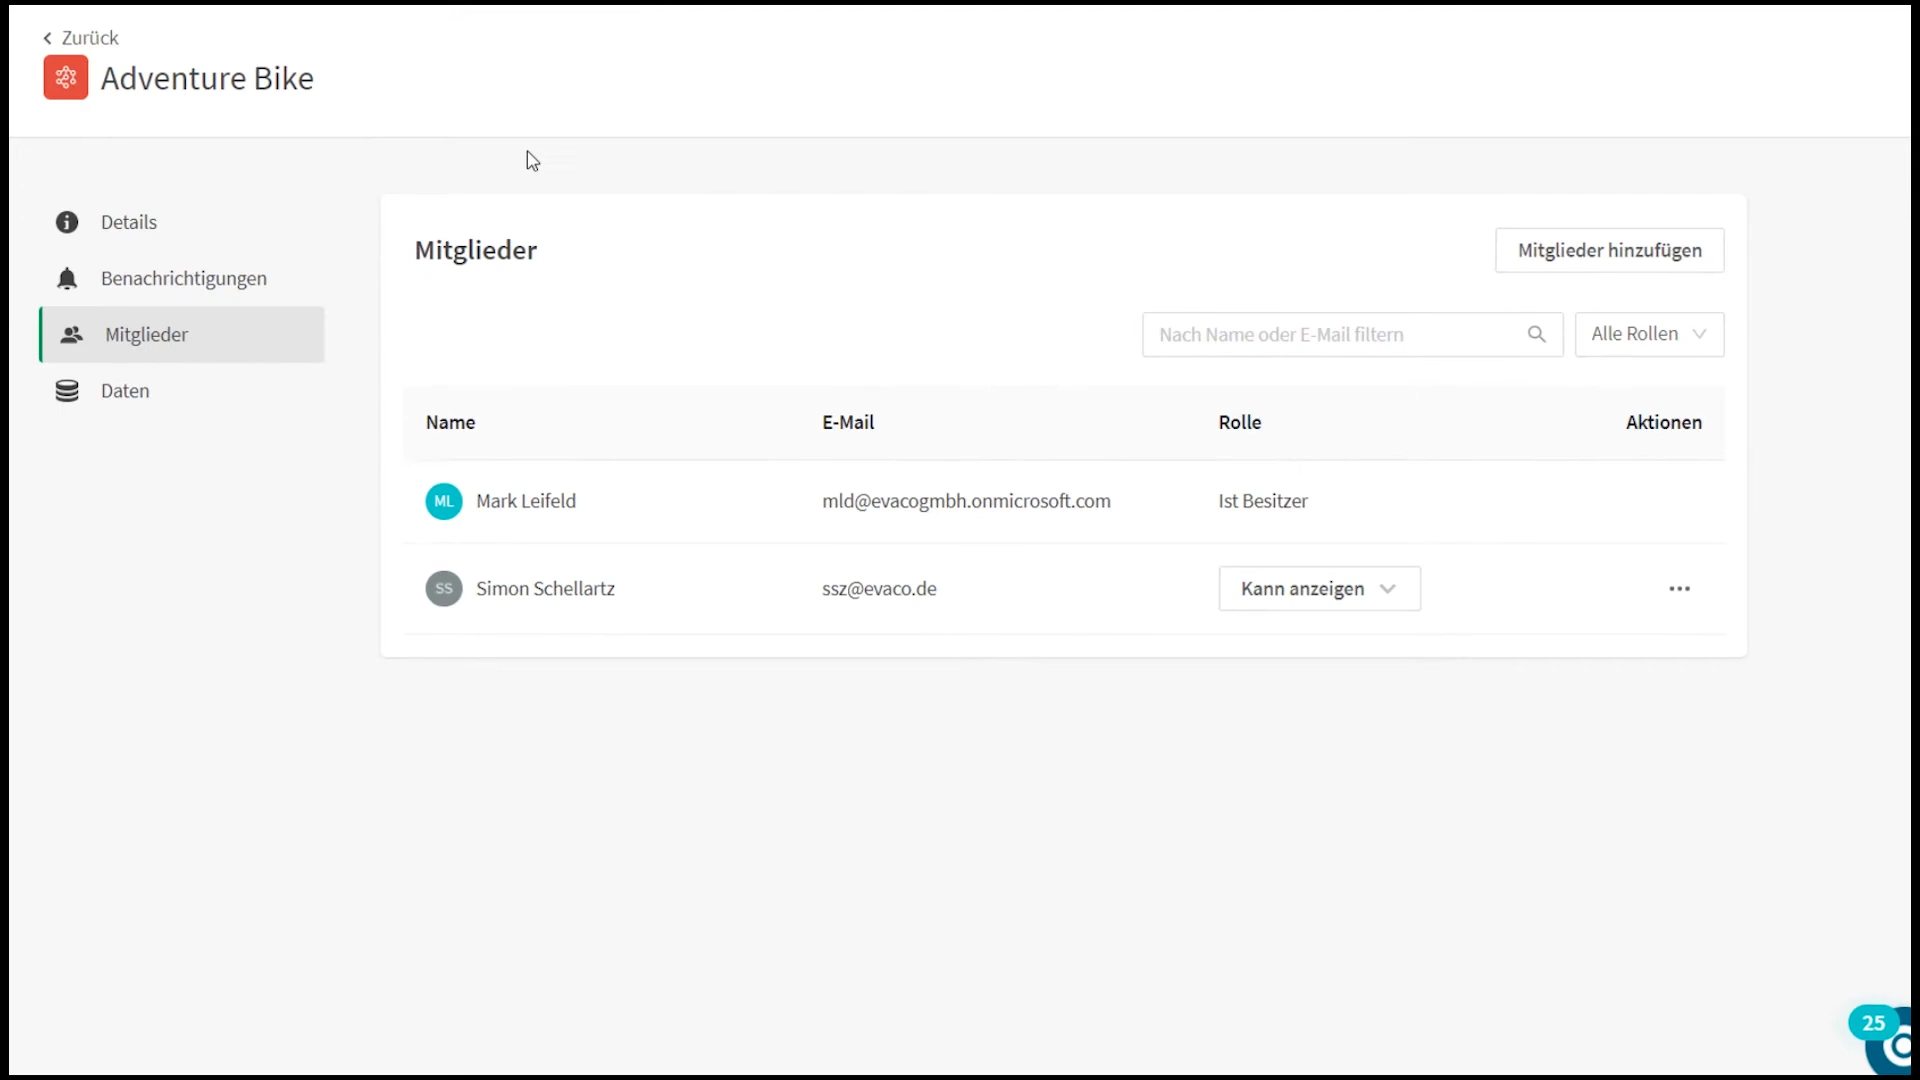 Zurück
Adventure Bike
Details
Benachrichtigungen
Mitglieder
Daten
Mitglieder
Mitglieder hinzufügen
Nach Name oder E-Mail filtern
Alle Rollen
Name E-Mail Rolle Aktionen
ML Mark Leifeld mld@evacogmbh.onmicrosoft.com Ist Besitzer
SS Simon Schellartz ssz@evaco.de Kann anzeigen
25